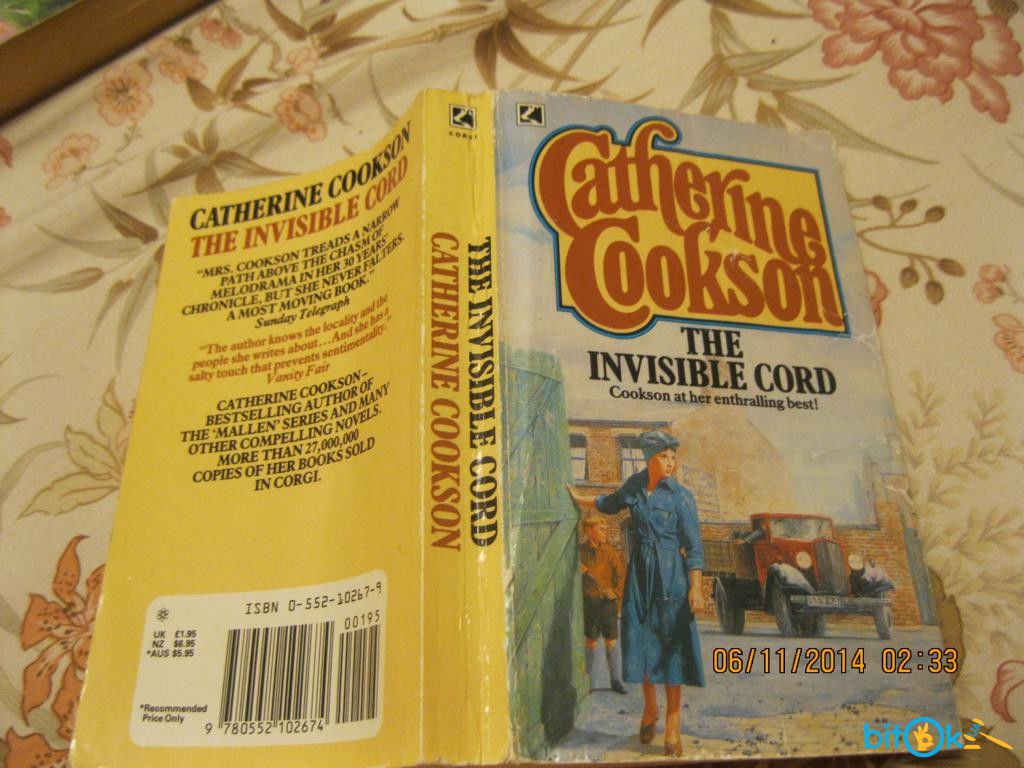 CATHERINE COOKSON
THE INVISIBLE CORD
"MRS. COOKSON TREADS A NARROW
PATH ABOVE THE CHASM OF
MELODRAMA IN HER 30 YEARS'
CHRONICLE, BUT SHE NEVER FALTERS.
A MOST MOVING BOOK."
Sunday Telegraph
"The author knows the locality and the
people she writes about...And she has a
salty touch that prevents sentimentality."
Vanity Fair
CATHERINE COOKSON–
BESTSELLING AUTHOR OF
THE 'MALLEN' SERIES AND MANY
OTHER COMPELLING NOVELS.
MORE THAN 27,000,000
COPIES OF HER BOOKS SOLD
IN CORGI.
ISBN 0-552-10267-9
00195
UK £1.95
NZ $6.95
*AUS $5.95
*Recommended
Price Only
9 780552 102674
CORGI
THE INVISIBLE CORD
CATHERINE COOKSON
Catherine
Cookson
THE
INVISIBLE CORD
Cookson at her enthralling best!
06/11/2014 02:33
bitOk